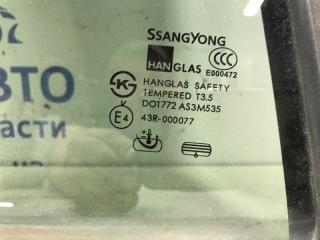 SSANGYONG
HANGLAS
E000472
HANGLAS SAFETY
TEMPERED T3.5
DOT772 AS3M535
E4 43R-000077
ВТО
асти